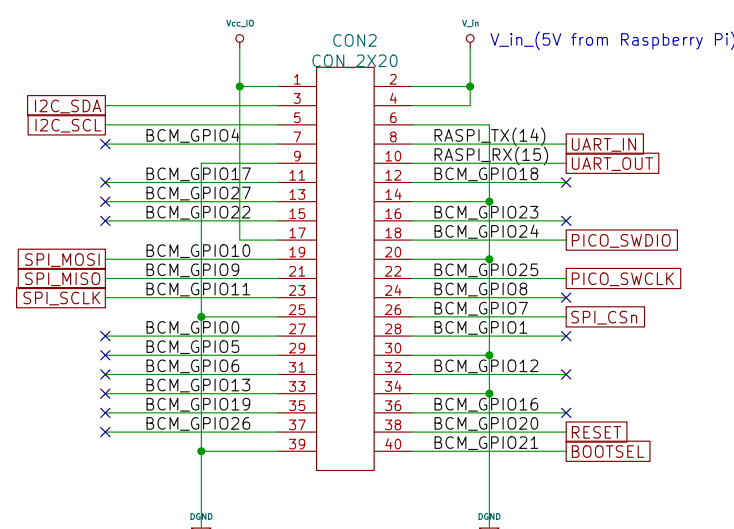 Vcc_IO
V_in
V_in_(5V from Raspberry Pi)
CON2
CON_2X20
1 2
I2C_SDA 3 4
I2C_SCL 5 6
BCM_GPIO4 7 8 RASPI_TX(14) UART_IN
9 10 RASPI_RX(15) UART_OUT
BCM_GPIO17 11 12 BCM_GPIO18
BCM_GPIO27 13 14
BCM_GPIO22 15 16 BCM_GPIO23
17 18 BCM_GPIO24 PICO_SWDIO
SPI_MOSI BCM_GPIO10 19 20
SPI_MISO BCM_GPIO9 21 22 BCM_GPIO25 PICO_SWCLK
SPI_SCLK BCM_GPIO11 23 24 BCM_GPIO8
25 26 BCM_GPIO7 SPI_CSn
BCM_GPIO0 27 28 BCM_GPIO1
BCM_GPIO5 29 30
BCM_GPIO6 31 32 BCM_GPIO12
BCM_GPIO13 33 34
BCM_GPIO19 35 36 BCM_GPIO16
BCM_GPIO26 37 38 BCM_GPIO20 RESET
39 40 BCM_GPIO21 BOOTSEL
DGND DGND